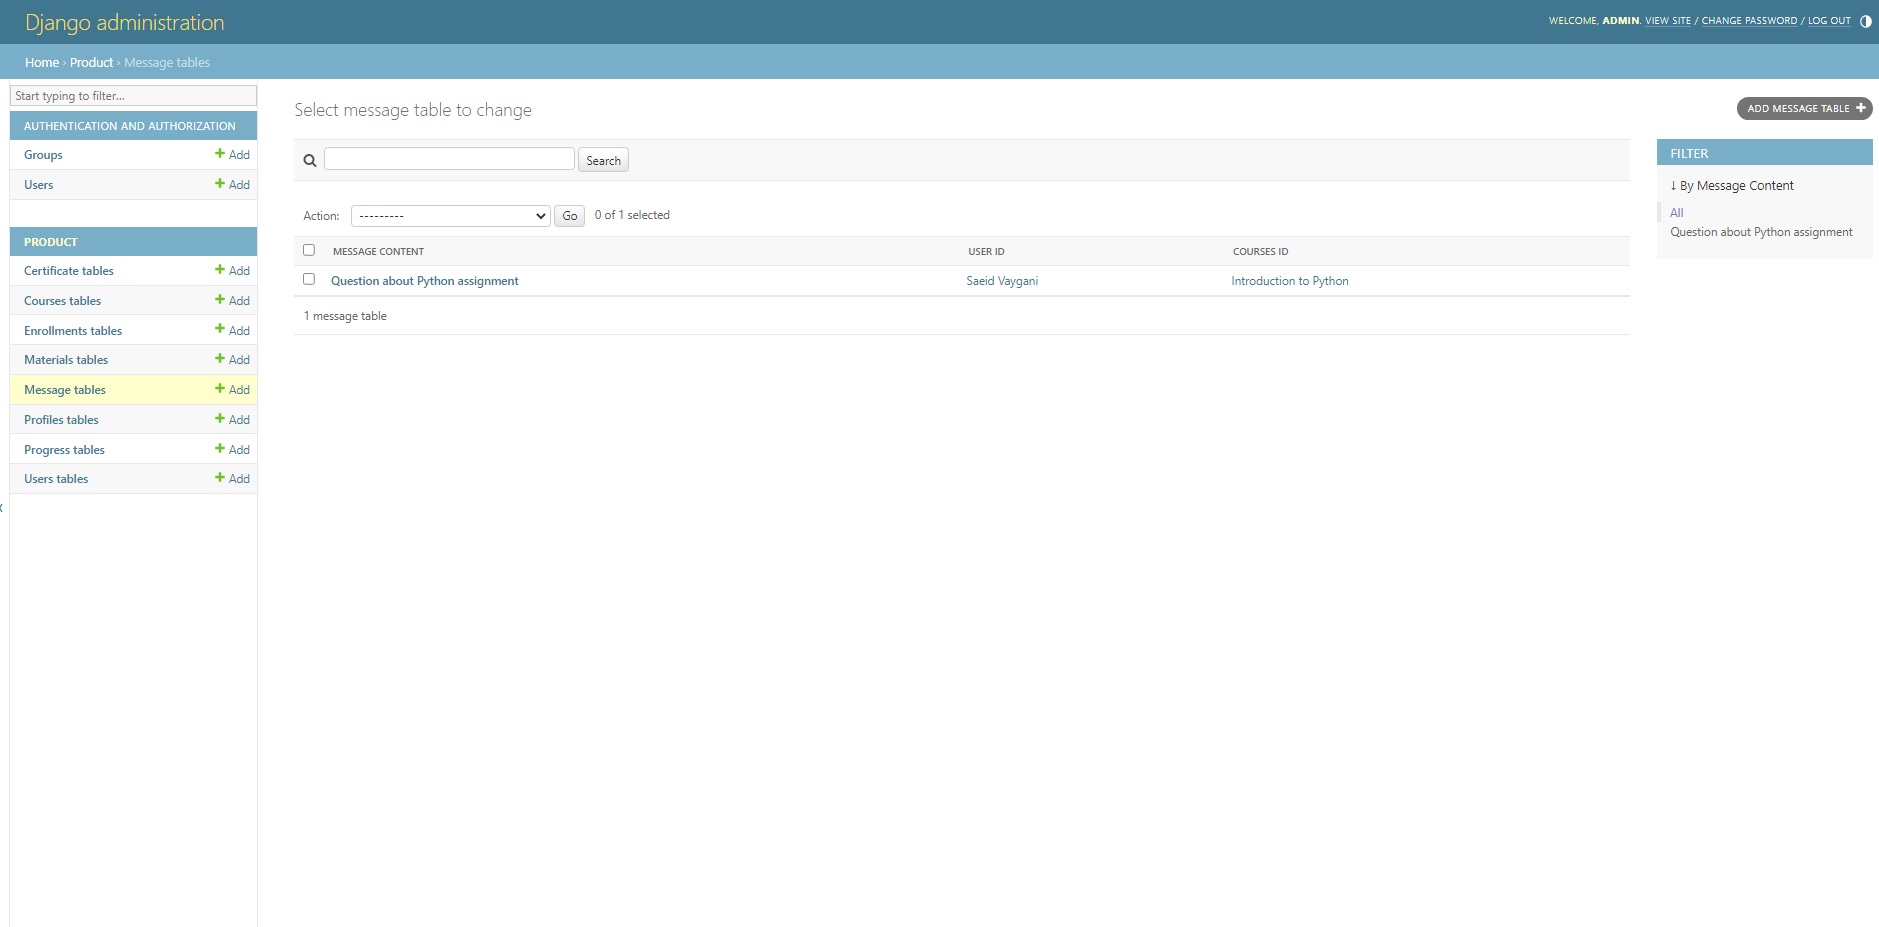 Django administration
WELCOME, ADMIN. VIEW SITE / CHANGE PASSWORD / LOG OUT
Home › Product › Message tables
Start typing to filter...
AUTHENTICATION AND AUTHORIZATION
Groups + Add
Users + Add
PRODUCT
Certificate tables + Add
Courses tables + Add
Enrollments tables + Add
Materials tables + Add
Message tables + Add
Profiles tables + Add
Progress tables + Add
Users tables + Add
Select message table to change
ADD MESSAGE TABLE +
Search
Action: --------- Go 0 of 1 selected
MESSAGE CONTENT USER ID COURSES ID
Question about Python assignment Saeid Vaygani Introduction to Python
1 message table
FILTER
↓ By Message Content
All
Question about Python assignment